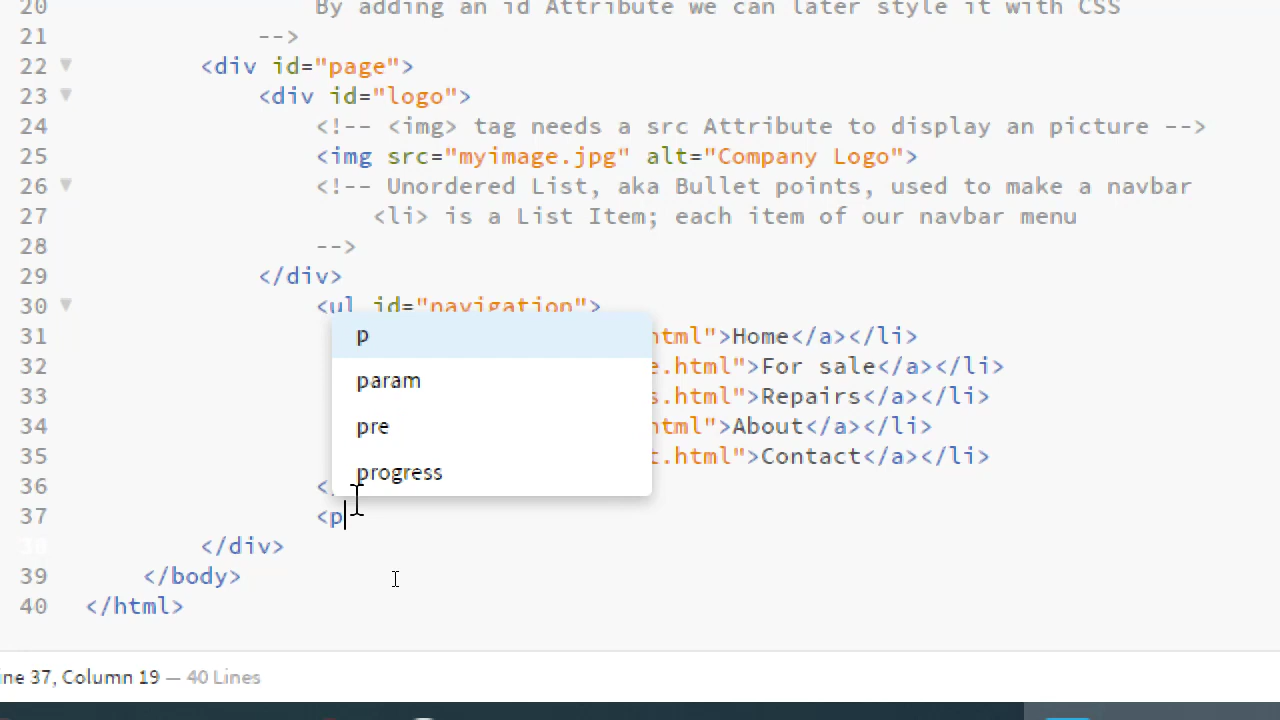 20 By adding an id Attribute we can later style it with CSS
21 -->
22 <div id="page">
23 <div id="logo">
24 <!-- <img> tag needs a src Attribute to display an picture -->
25 <img src="myimage.jpg" alt="Company Logo">
26 <!-- Unordered List, aka Bullet points, used to make a navbar
27 <li> is a List Item; each item of our navbar menu
28 -->
29 </div>
30 <ul id="navigation">
31 html">Home</a></li>
32 e.html">For sale</a></li>
33 s.html">Repairs</a></li>
34 html">About</a></li>
35 t.html">Contact</a></li>
36 <
37 <p
38 </div>
39 </body>
40 </html>
p
param
pre
progress
ine 37, Column 19 — 40 Lines